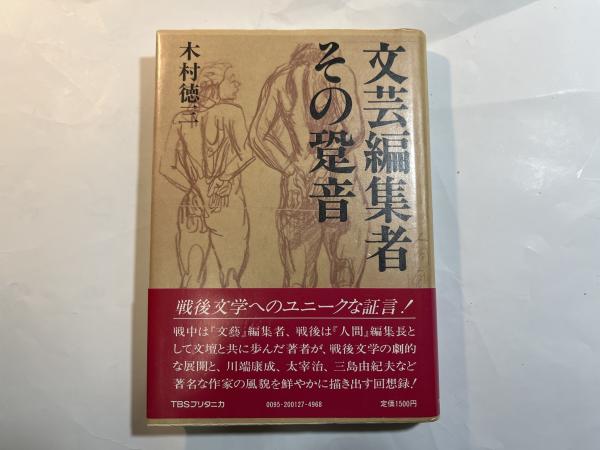 文芸編集者
その跫音
木村徳三
戦後文学へのユニークな証言！
戦中は『文藝』編集者、戦後は『人間』編集長と
して文壇と共に歩んだ著者が、戦後文学の劇的
な展開と、川端康成、太宰治、三島由紀夫など
著名な作家の風貌を鮮やかに描き出す回想録！
TBSブリタニカ
0095-200127-4968
定価1500円